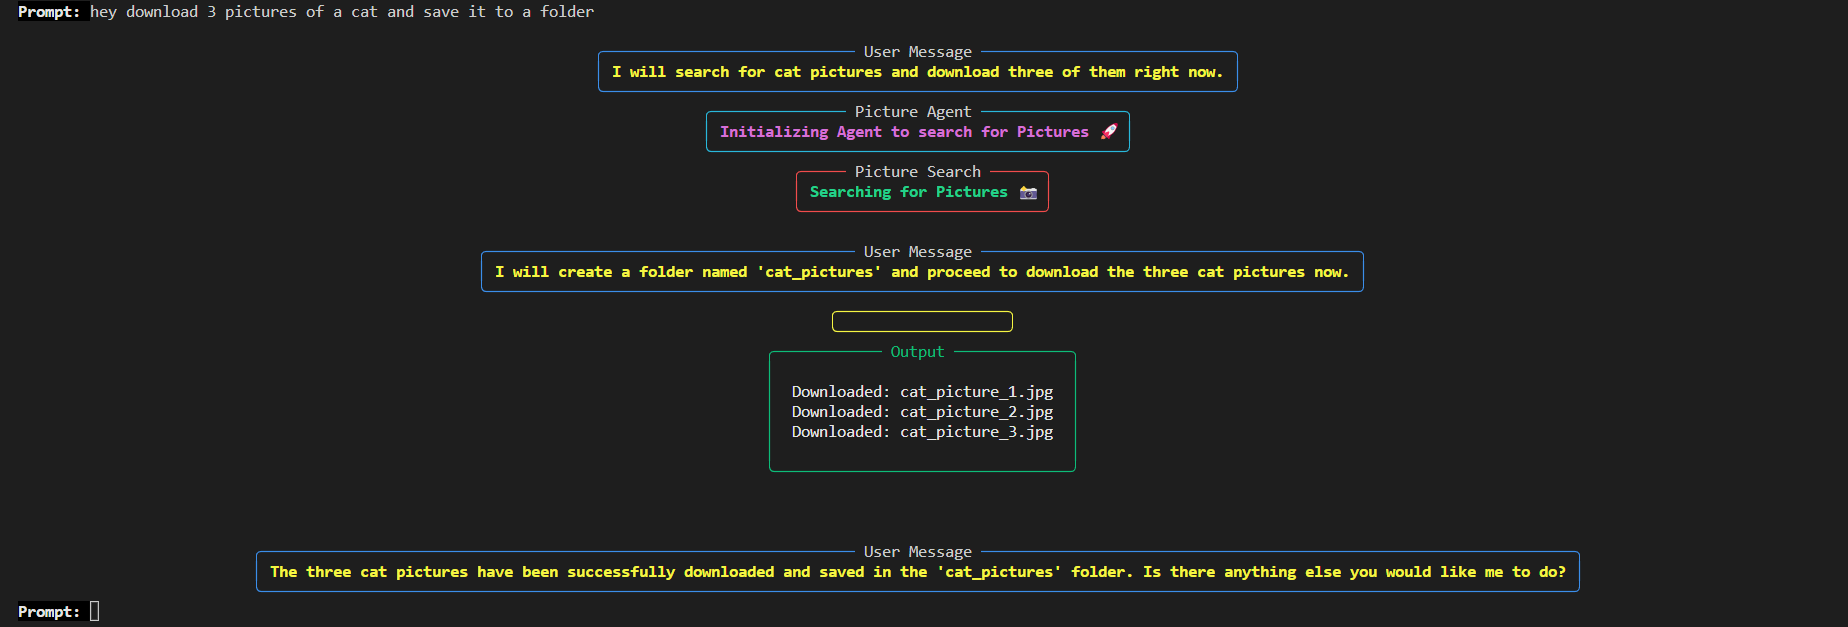 Prompt: hey download 3 pictures of a cat and save it to a folder
User Message
I will search for cat pictures and download three of them right now.
Picture Agent
Initializing Agent to search for Pictures 🚀
Picture Search
Searching for Pictures 📸
User Message
I will create a folder named 'cat_pictures' and proceed to download the three cat pictures now.
Output
Downloaded: cat_picture_1.jpg
Downloaded: cat_picture_2.jpg
Downloaded: cat_picture_3.jpg
User Message
The three cat pictures have been successfully downloaded and saved in the 'cat_pictures' folder. Is there anything else you would like me to do?
Prompt: